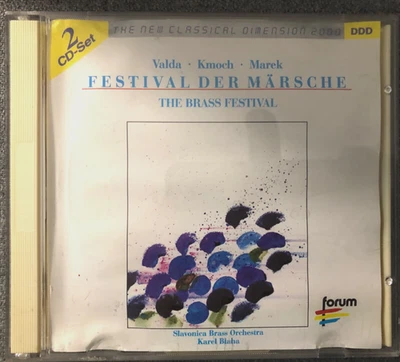 2
CD-Set
THE NEW CLASSICAL DIMENSION 2000
DDD
Valda · Kmoch · Marek
FESTIVAL DER MÄRSCHE
THE BRASS FESTIVAL
Slavonica Brass Orchestra
Karel Blaha
forum